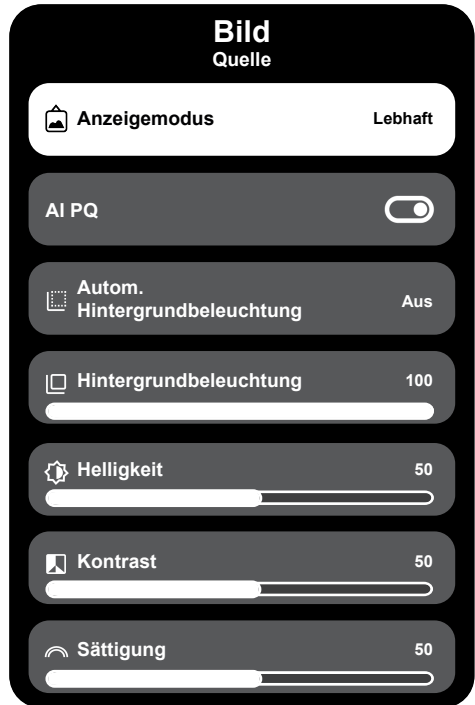 Bild
Quelle
Anzeigemodus
Lebhaft
AI PQ
Autom.
Hintergrundbeleuchtung
Aus
Hintergrundbeleuchtung
100
Helligkeit
50
Kontrast
50
Sättigung
50